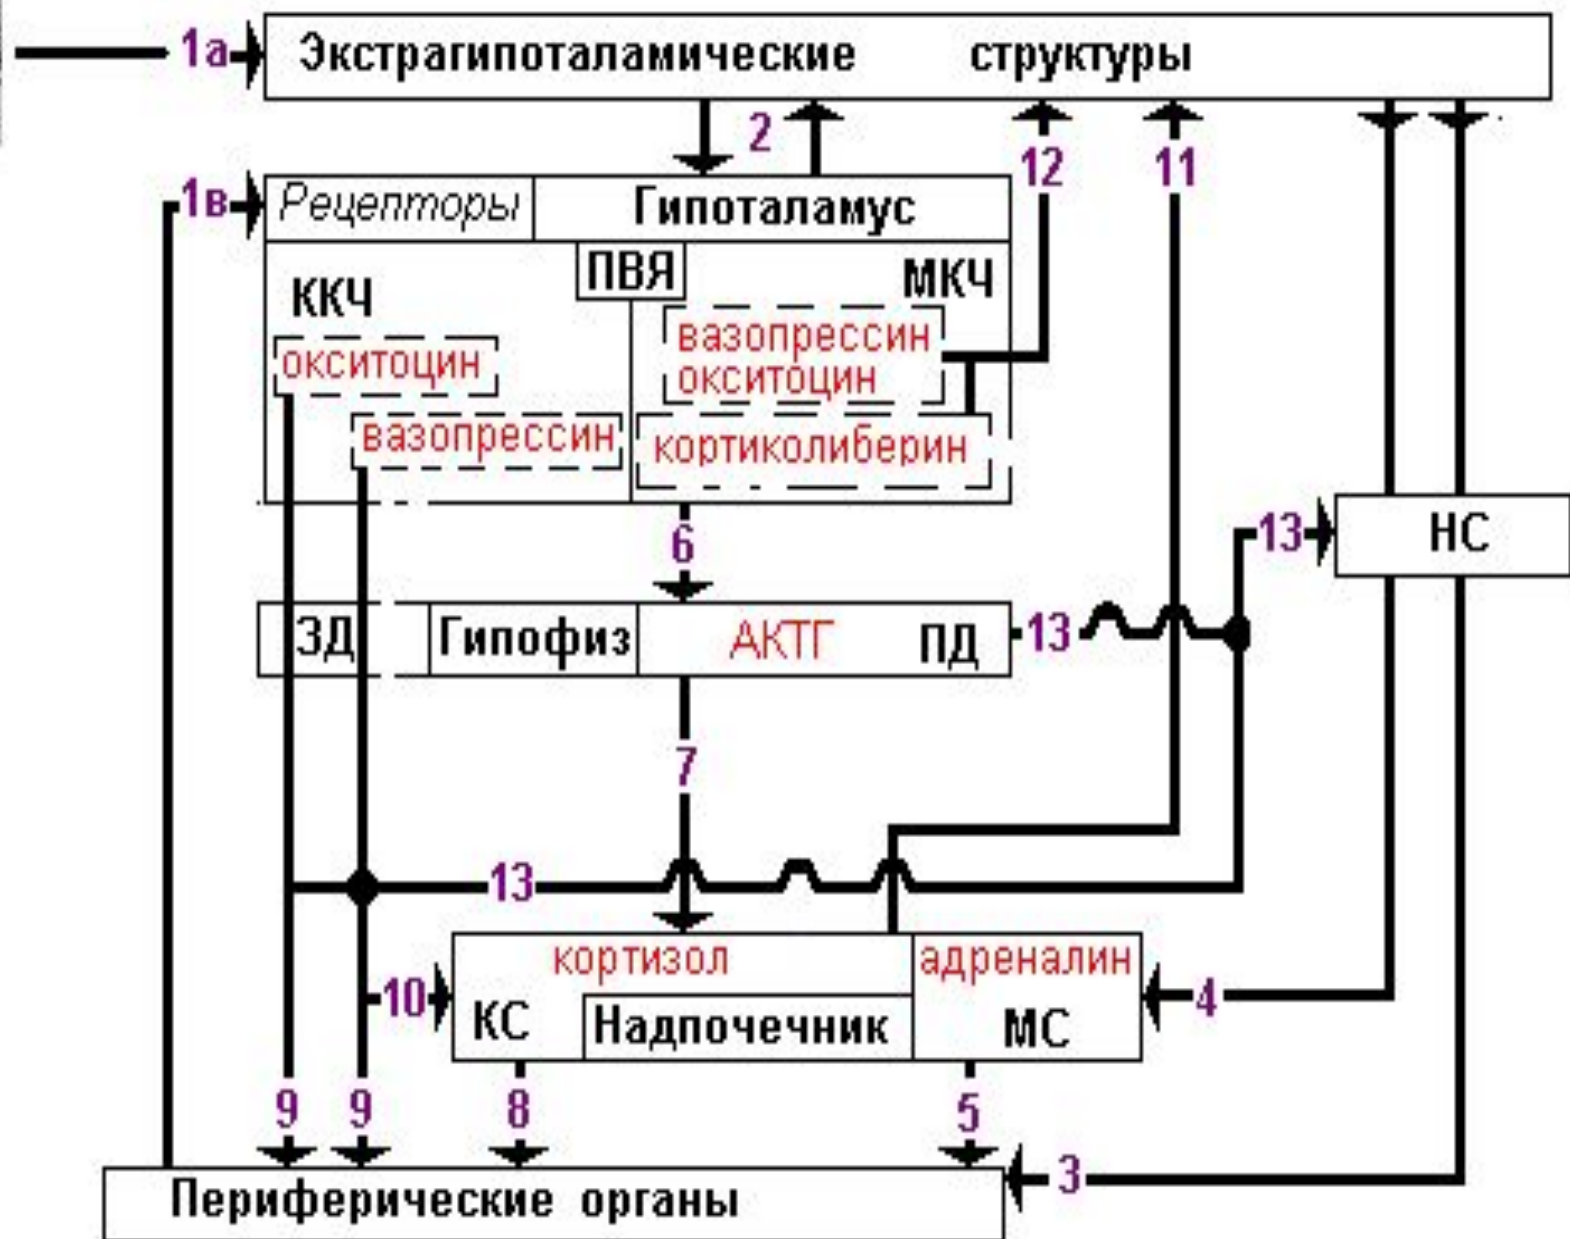 1а
Экстрагипоталамические структуры
2
12
11
1в
Рецепторы
Гипоталамус
ПВЯ
ККЧ
МКЧ
окситоцин
вазопрессин
окситоцин
вазопрессин
кортиколиберин
6
13
НС
ЗД
Гипофиз
АКТГ
ПД
13
7
13
кортизол
адреналин
10
КС
Надпочечник
МС
4
9
9
8
5
3
Периферические органы